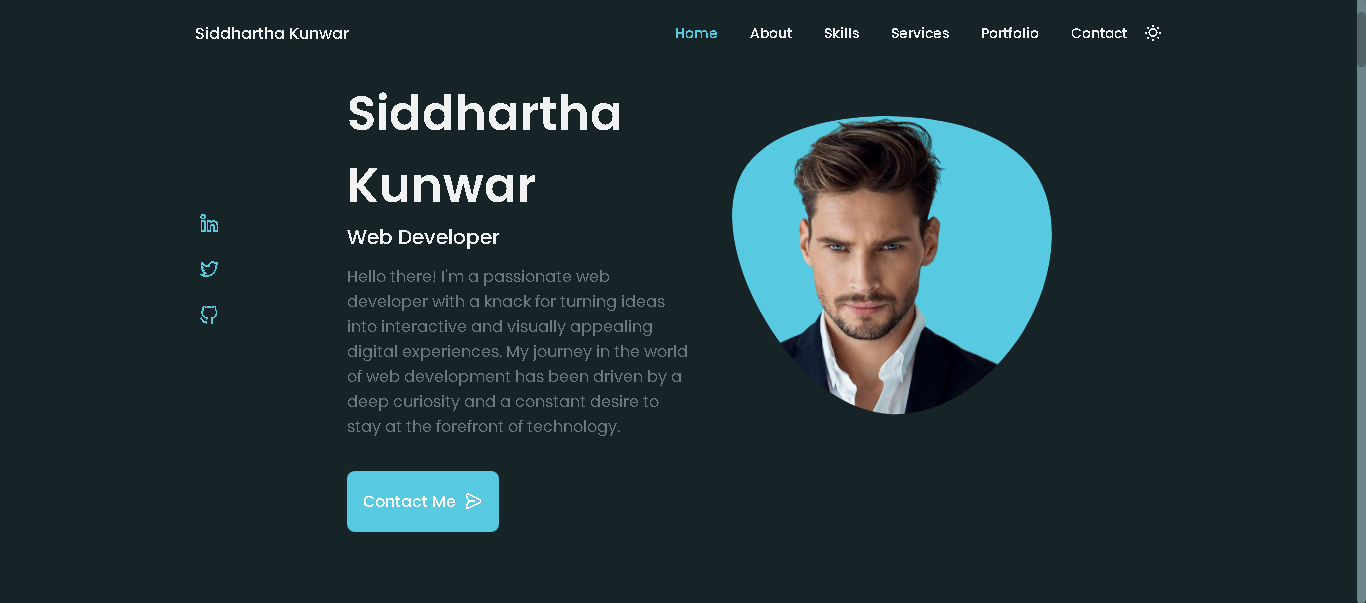 Siddhartha Kunwar
Home About Skills Services Portfolio Contact
Siddhartha
Kunwar
Web Developer
Hello there! I'm a passionate web
developer with a knack for turning ideas
into interactive and visually appealing
digital experiences. My journey in the world
of web development has been driven by a
deep curiosity and a constant desire to
stay at the forefront of technology.
Contact Me